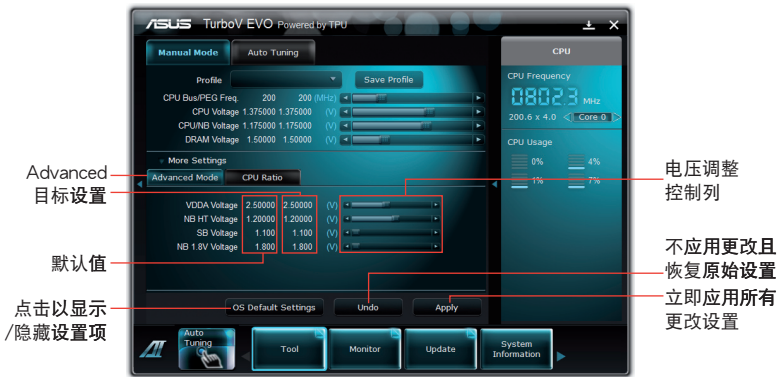 ASUS TurboV EVO Powered by TPU
Manual Mode Auto Tuning
Profile Save Profile
CPU Bus/PEG Freq. 200 200 (MHz)
CPU Voltage 1.375000 1.375000 (V)
CPU/NB Voltage 1.175000 1.175000 (V)
DRAM Voltage 1.50000 1.50000 (V)
More Settings
Advanced Mode CPU Ratio
VDDA Voltage 2.50000 2.50000 (V)
NB HT Voltage 1.20000 1.20000 (V)
SB Voltage 1.100 1.100 (V)
NB 1.8V Voltage 1.800 1.800 (V)
OS Default Settings Undo Apply
CPU
CPU Frequency
0802.3 MHz
200.6 x 4.0 Core 0
CPU Usage
0% 4%
1% 7%
Auto
Tuning
Tool
Monitor
Update
System
Information
Advanced
目标设置
默认值
点击以显示
/隐藏设置项
电压调整
控制列
不应用更改且
恢复原始设置
立即应用所有
更改设置